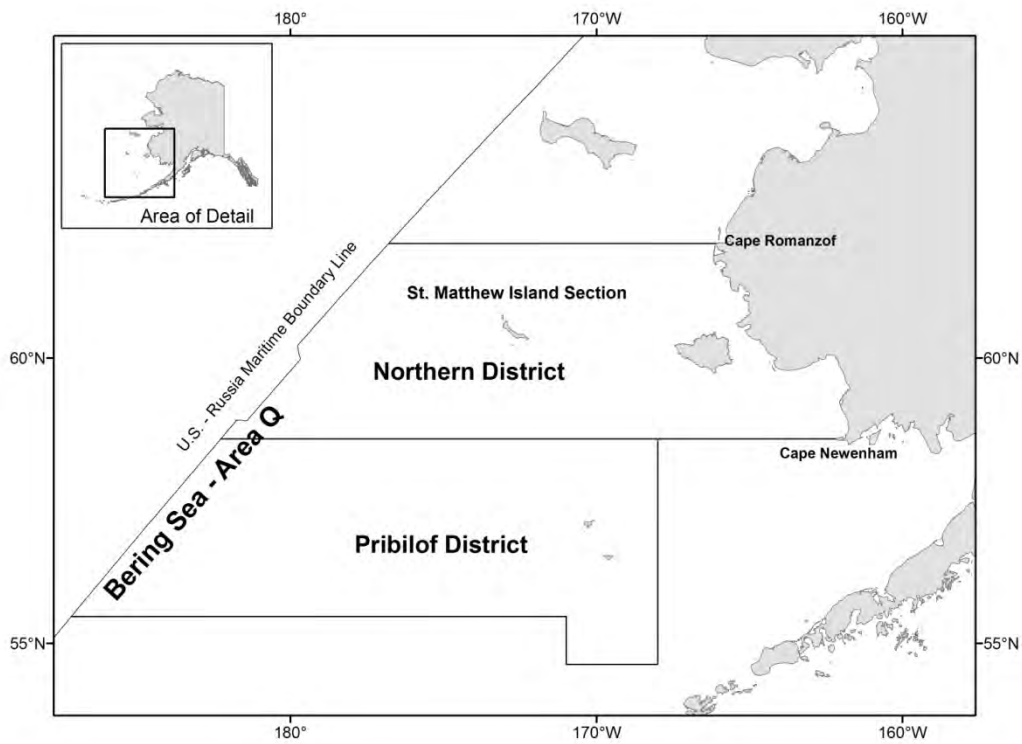 180°
170°W
160°W
Area of Detail
Cape Romanzof
U.S. - Russia Maritime Boundary Line
St. Matthew Island Section
60°N
60°N
Northern District
Bering Sea - Area Q
Cape Newenham
Pribilof District
55°N
55°N
180°
170°W
160°W